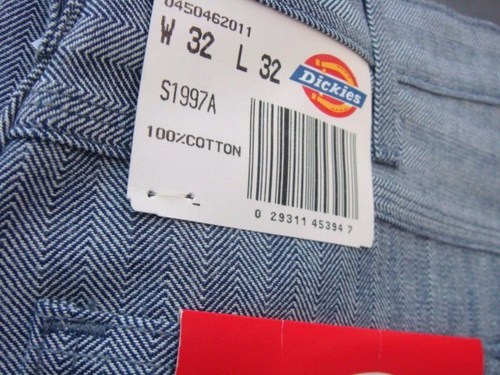 0450462011
W 32 L 32
Dickies
S1997A
100%COTTON
0 29311 45394 7